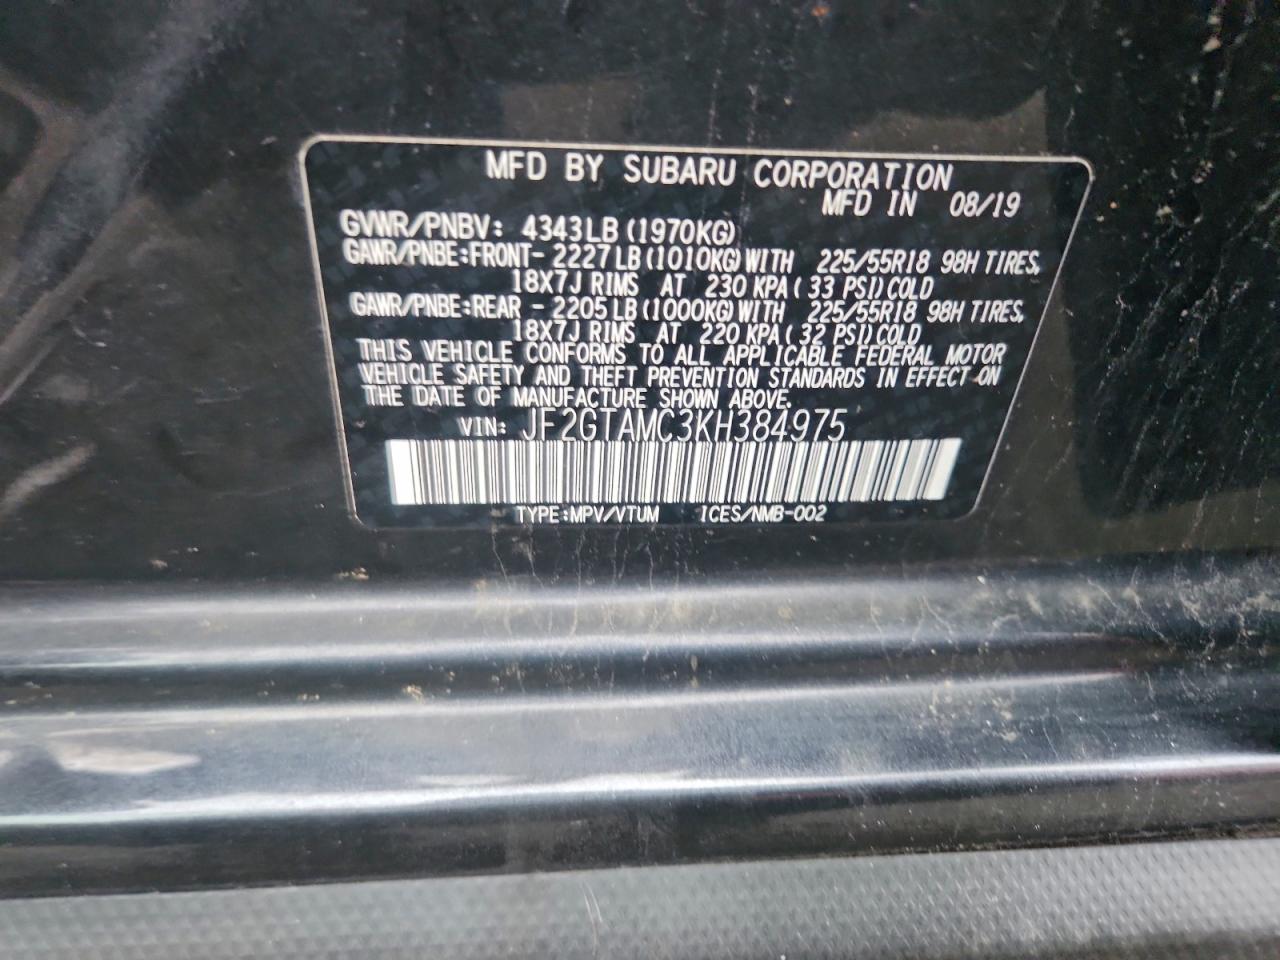 MFD BY SUBARU CORPORATION
MFD IN 08/19
GVWR/PNBV: 4343LB (1970KG)
GAWR/PNBE:FRONT- 2227 LB (1010KG) WITH 225/55R18 98H TIRES,
18X7J RIMS AT 230 KPA ( 33 PSI) COLD
GAWR/PNBE:REAR - 2205 LB (1000KG) WITH 225/55R18 98H TIRES,
18X7J RIMS AT 220 KPA ( 32 PSI) COLD
THIS VEHICLE CONFORMS TO ALL APPLICABLE FEDERAL MOTOR
VEHICLE SAFETY AND THEFT PREVENTION STANDARDS IN EFFECT ON
THE DATE OF MANUFACTURE SHOWN ABOVE.
VIN: JF2GTAMC3KH384975
TYPE:MPV/VTUM ICES/NMB-002